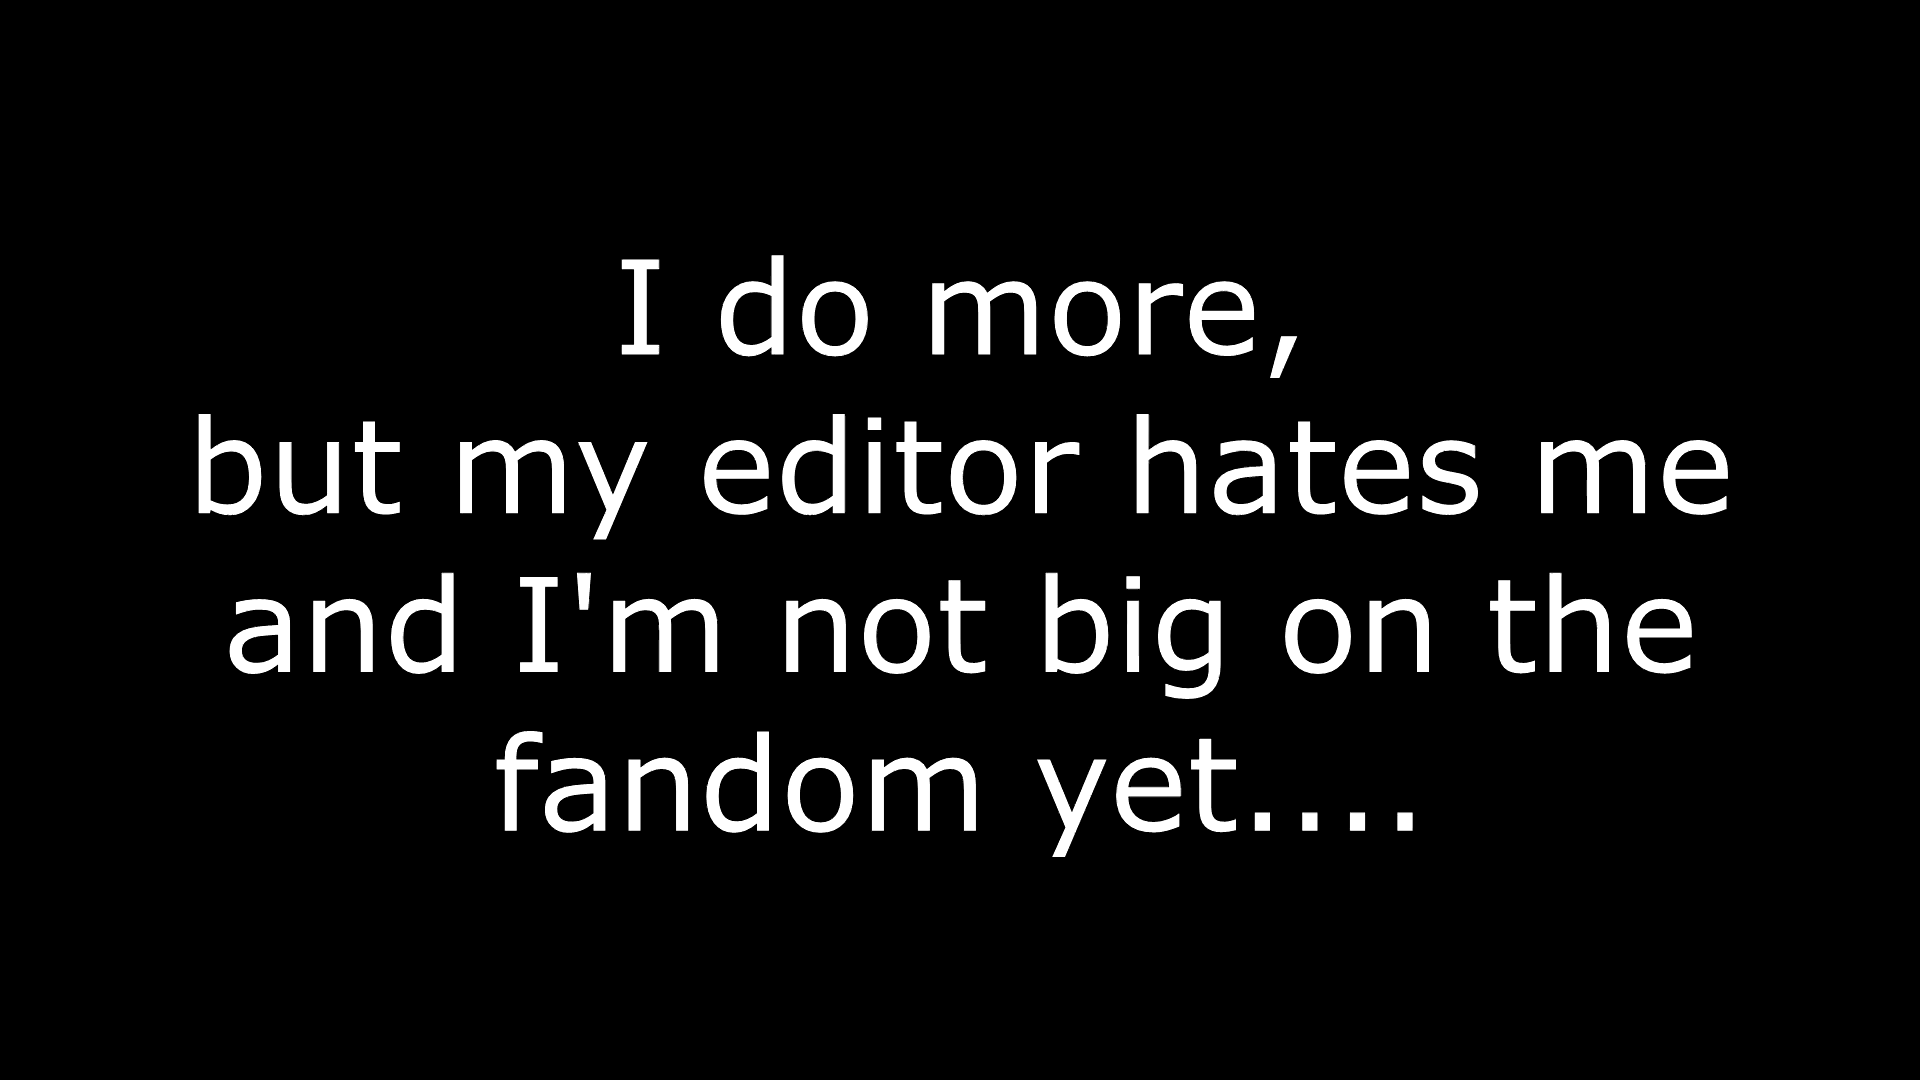 I do more,
but my editor hates me
and I'm not big on the
fandom yet....